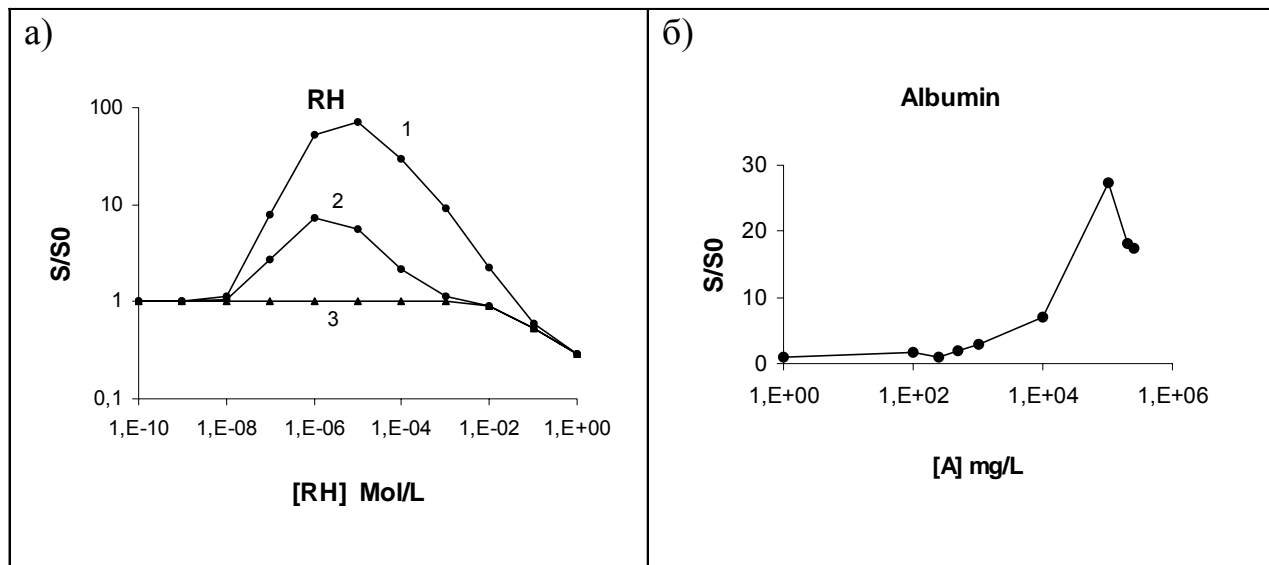 а)
RH
100
10
1
0,1
S/S0
1
2
3
1,E-10 1,E-08 1,E-06 1,E-04 1,E-02 1,E+00
[RH] Mol/L
б)
Albumin
30
20
10
0
S/S0
1,E+00 1,E+02 1,E+04 1,E+06
[A] mg/L